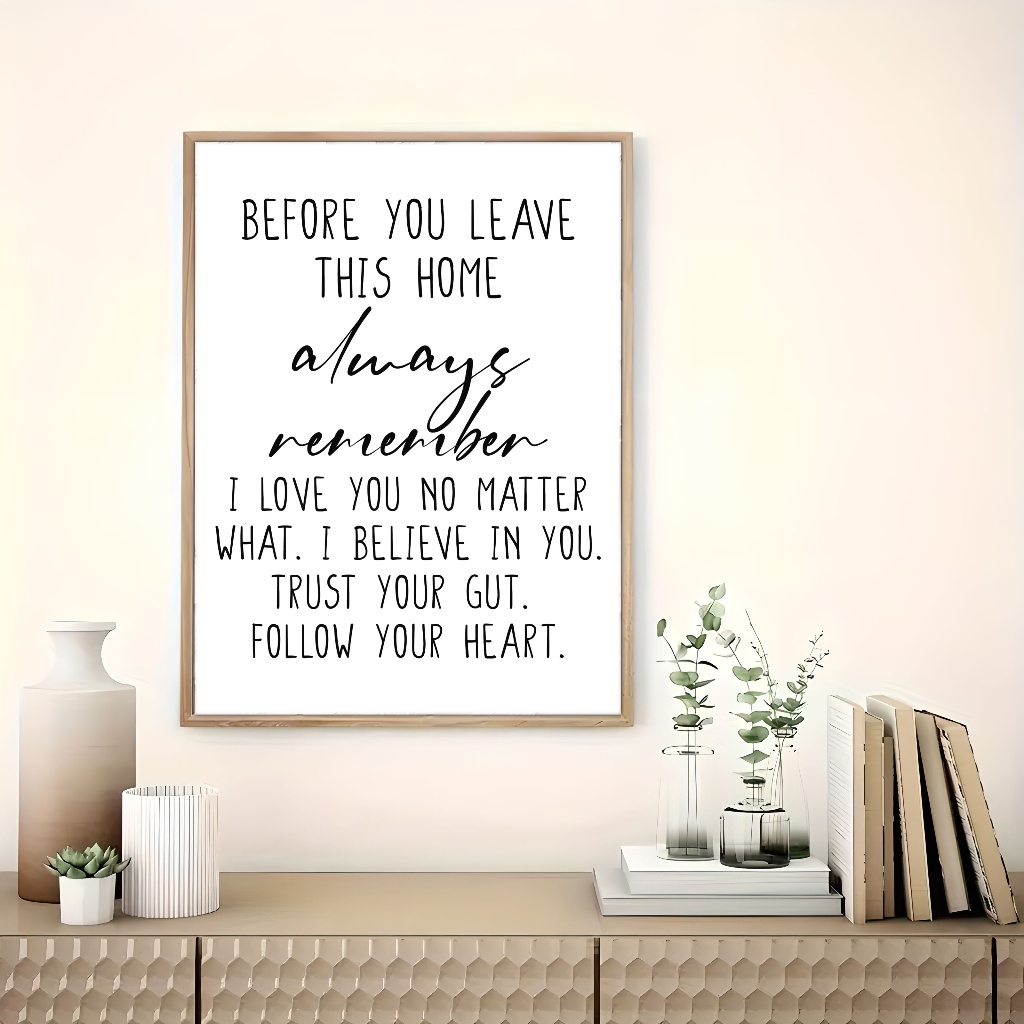 BEFORE YOU LEAVE
THIS HOME
always
remember
I LOVE YOU NO MATTER
WHAT. I BELIEVE IN YOU.
TRUST YOUR GUT.
FOLLOW YOUR HEART.